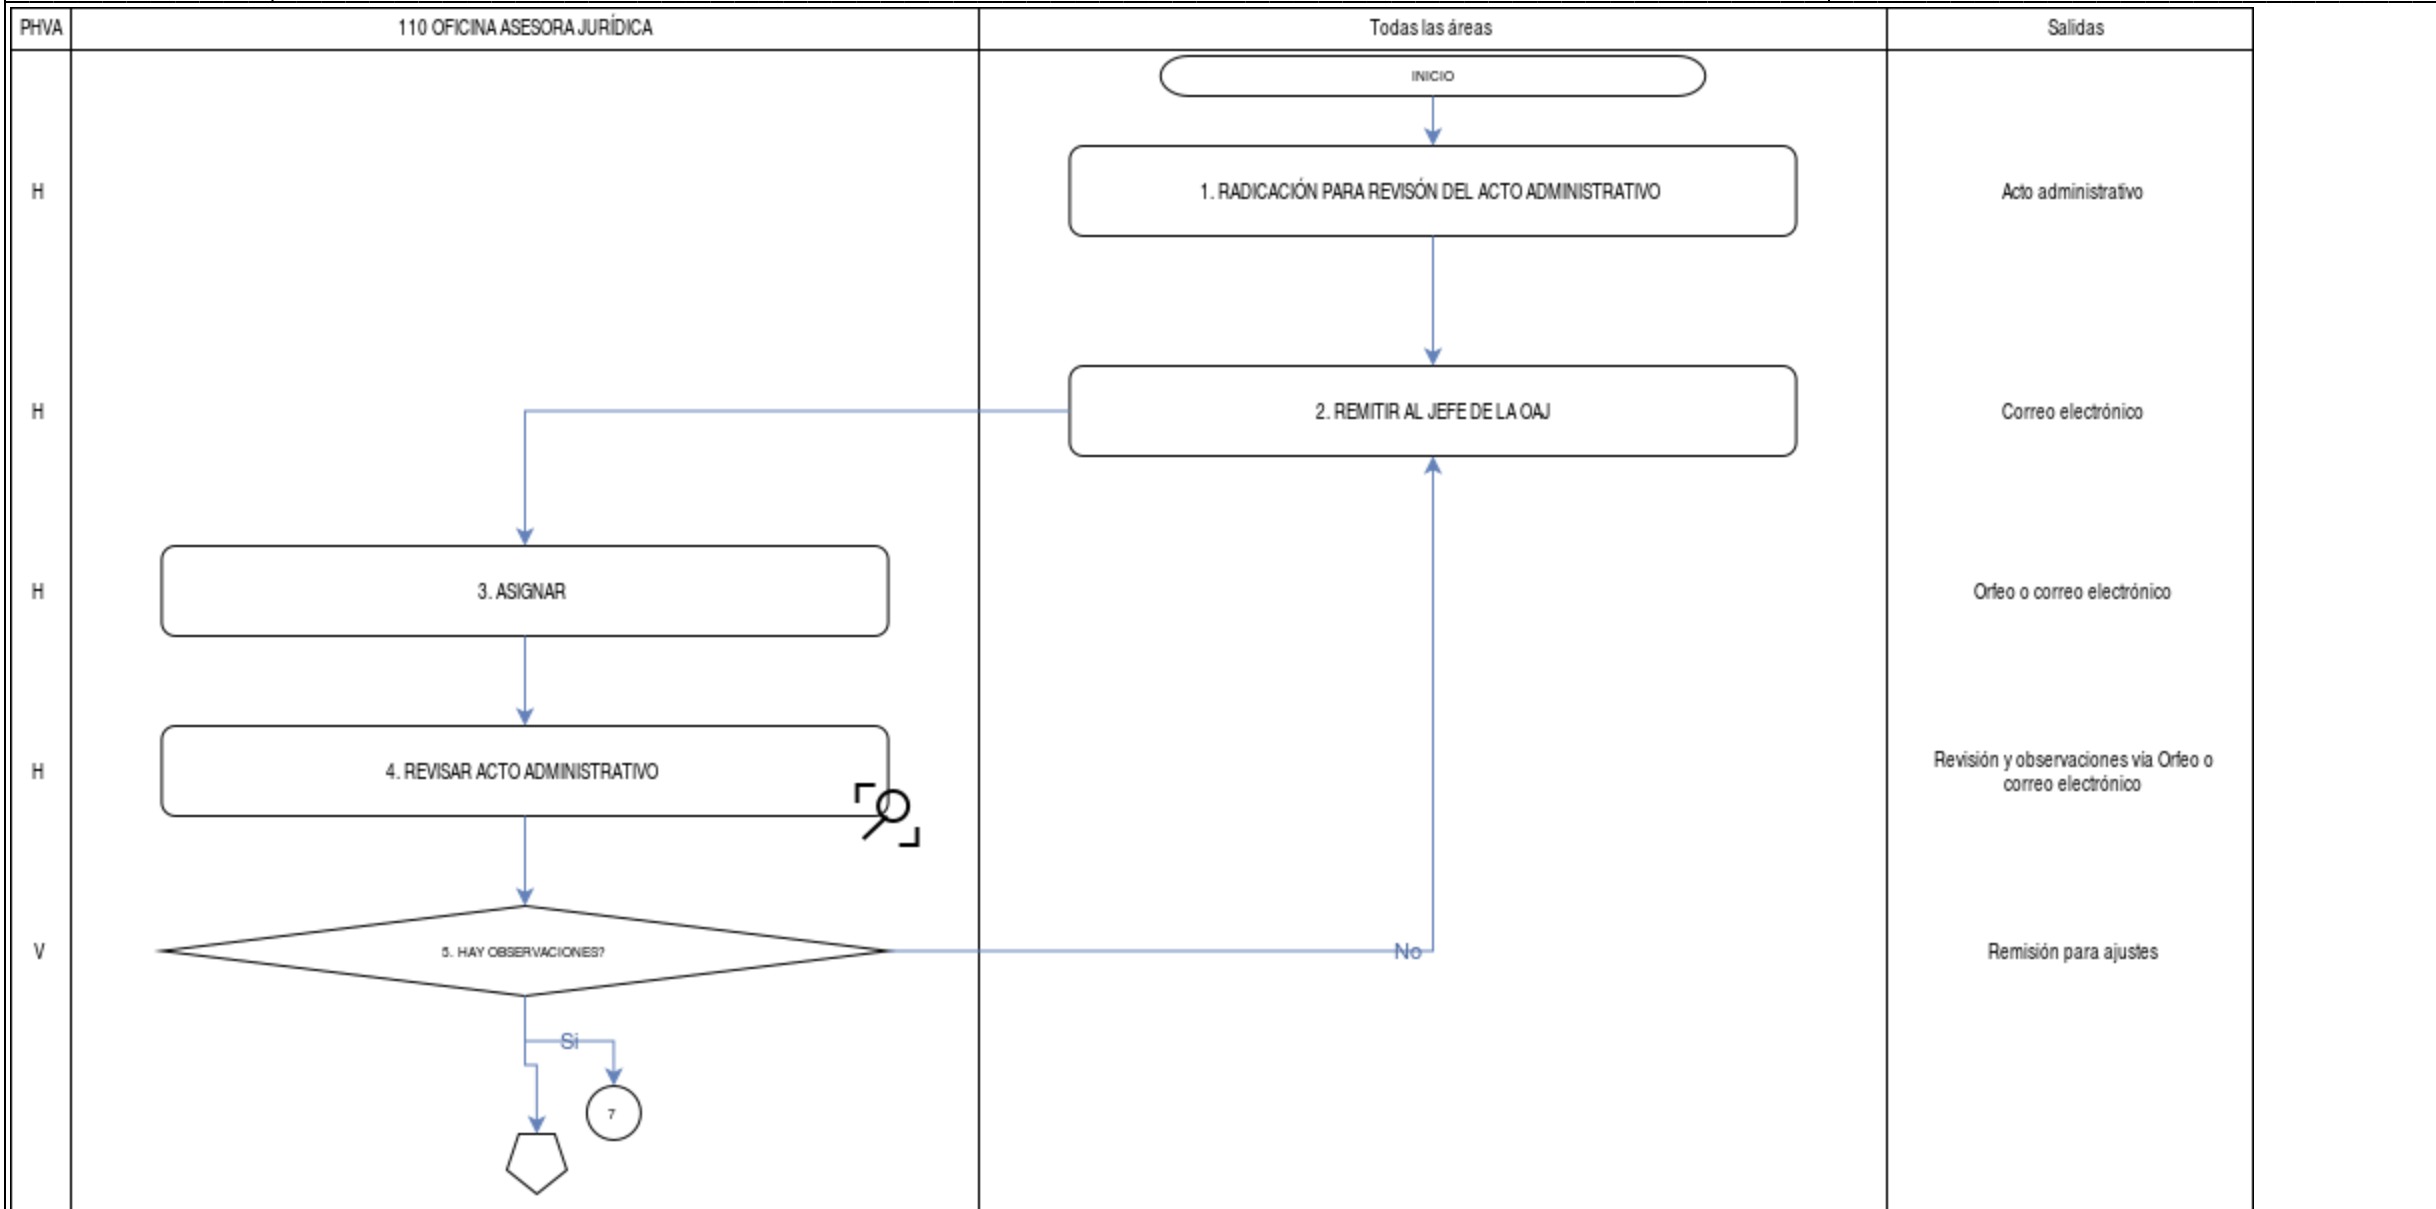 PHVA
110 OFICINA ASESORA JURÍDICA
Todas las áreas
Salidas
INICIO
H
1. RADICACIÓN PARA REVISÓN DEL ACTO ADMINISTRATIVO
Acto administrativo
H
2. REMITIR AL JEFE DE LA OAJ
Correo electrónico
H
3. ASIGNAR
Orfeo o correo electrónico
H
4. REVISAR ACTO ADMINISTRATIVO
Revisión y observaciones vía Orfeo o
correo electrónico
V
5. HAY OBSERVACIONES?
No
Remisión para ajustes
Si
7